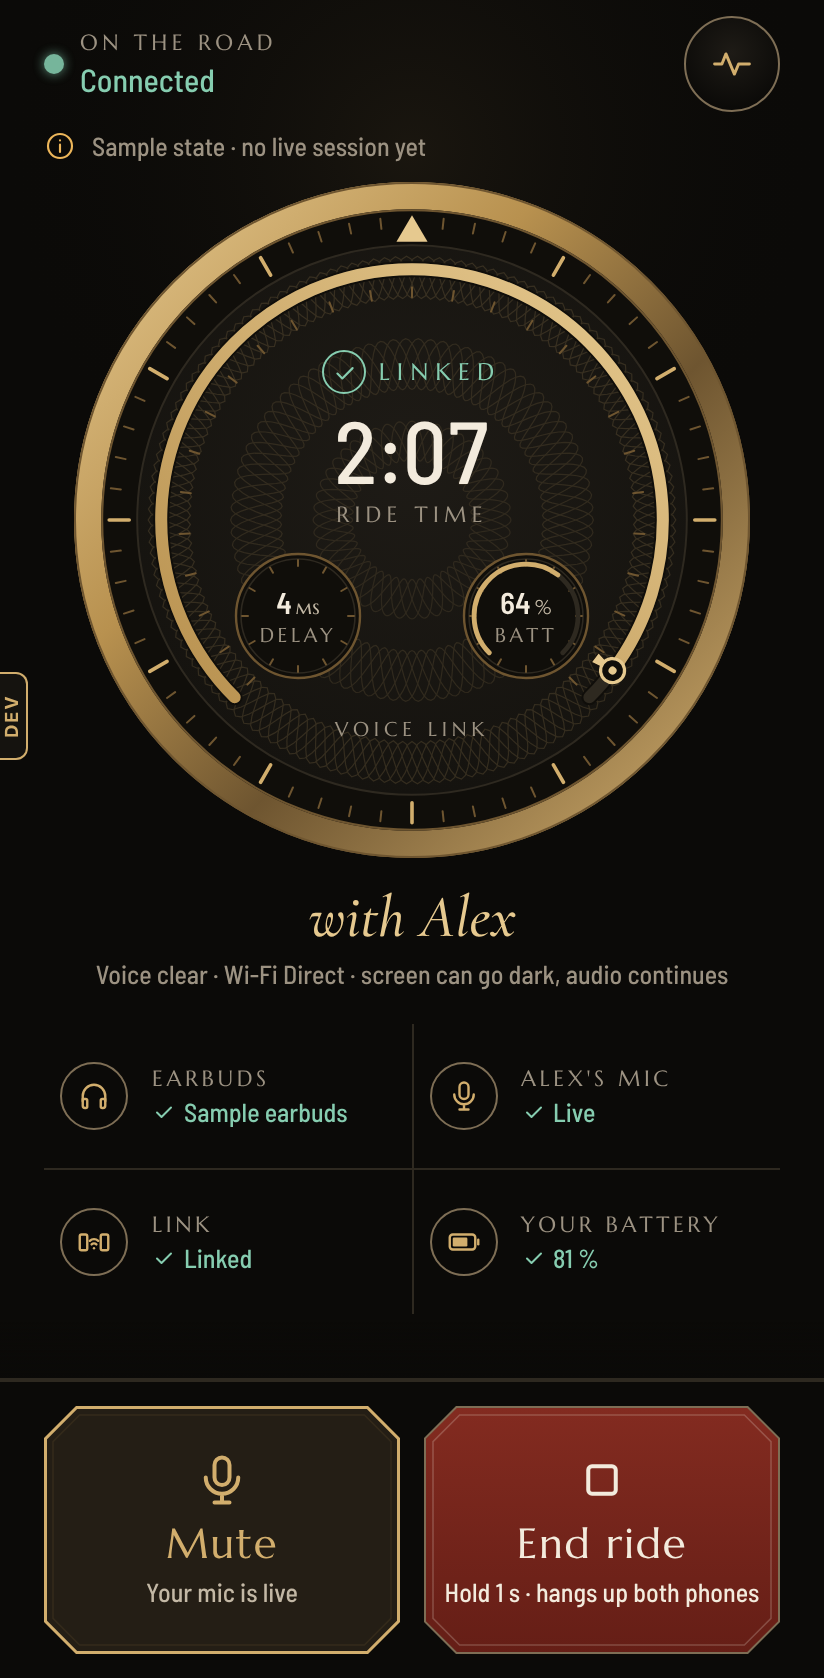 ON THE ROAD
Connected
Sample state · no live session yet
LINKED
2:07
RIDE TIME
4 MS
DELAY
64 %
BATT
VOICE LINK
DEV
with Alex
Voice clear · Wi-Fi Direct · screen can go dark, audio continues
EARBUDS
Sample earbuds
ALEX'S MIC
Live
LINK
Linked
YOUR BATTERY
81 %
Mute
Your mic is live
End ride
Hold 1 s · hangs up both phones